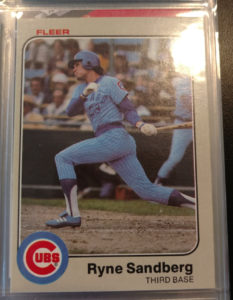 FLEER
CUBS
Ryne Sandberg
THIRD BASE